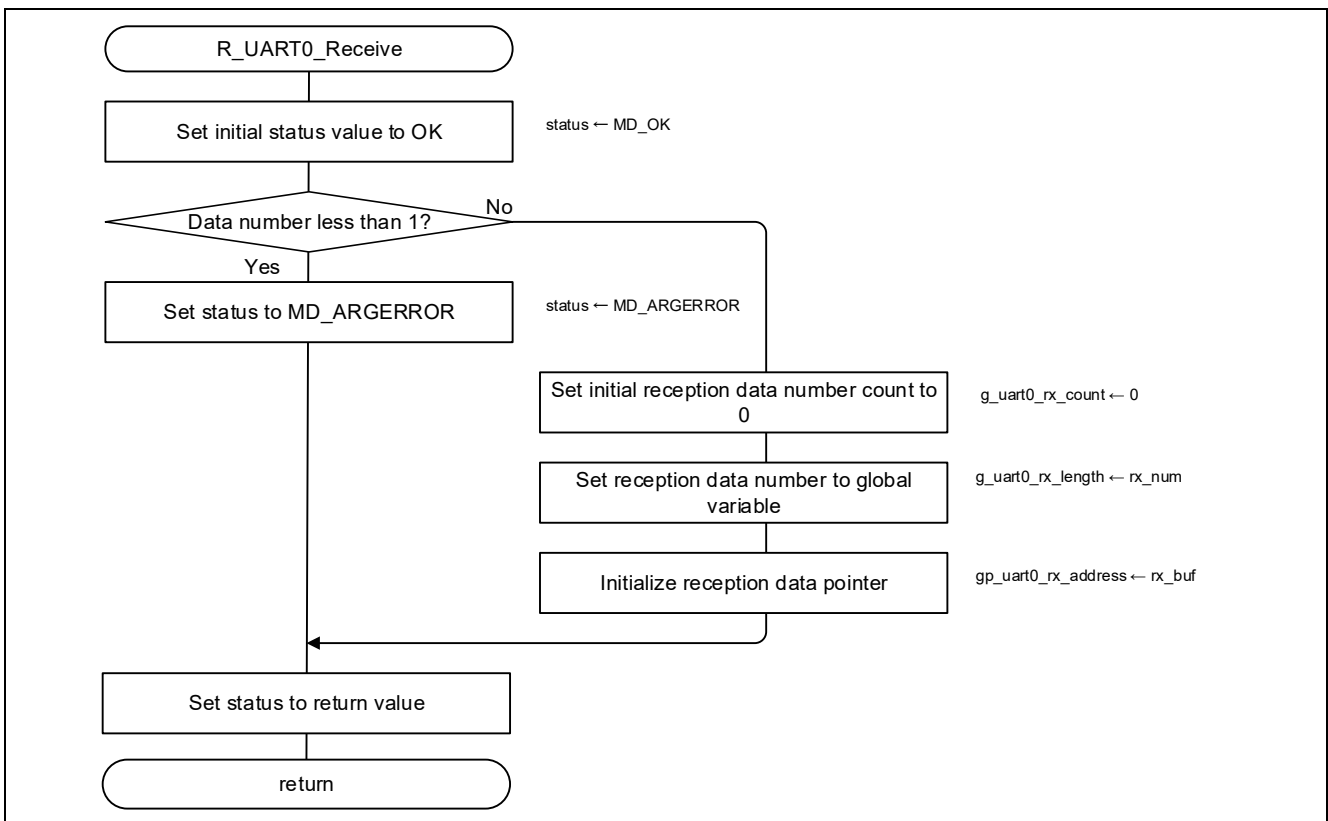 R_UART0_Receive
Set initial status value to OK
status ← MD_OK
Data number less than 1?
No
Yes
Set status to MD_ARGERROR
status ← MD_ARGERROR
Set initial reception data number count to
0
g_uart0_rx_count ← 0
Set reception data number to global
variable
g_uart0_rx_length ← rx_num
Initialize reception data pointer
gp_uart0_rx_address ← rx_buf
Set status to return value
return